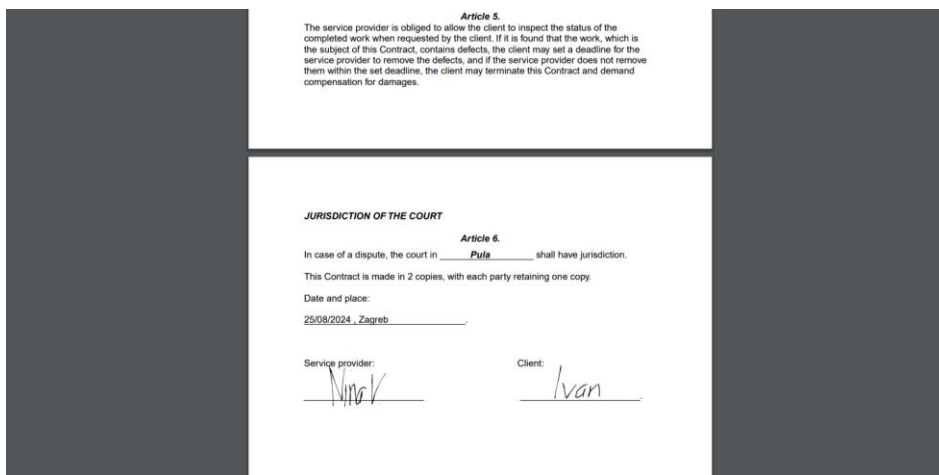 Article 5.
The service provider is obliged to allow the client to inspect the status of the
completed work when requested by the client. If it is found that the work, which is
the subject of this Contract, contains defects, the client may set a deadline for the
service provider to remove the defects, and if the service provider does not remove
them within the set deadline, the client may terminate this Contract and demand
compensation for damages.
JURISDICTION OF THE COURT
Article 6.
In case of a dispute, the court in Pula shall have jurisdiction.
This Contract is made in 2 copies, with each party retaining one copy.
Date and place:
25/08/2024 , Zagreb .
Service provider: Client:
Nina V Ivan